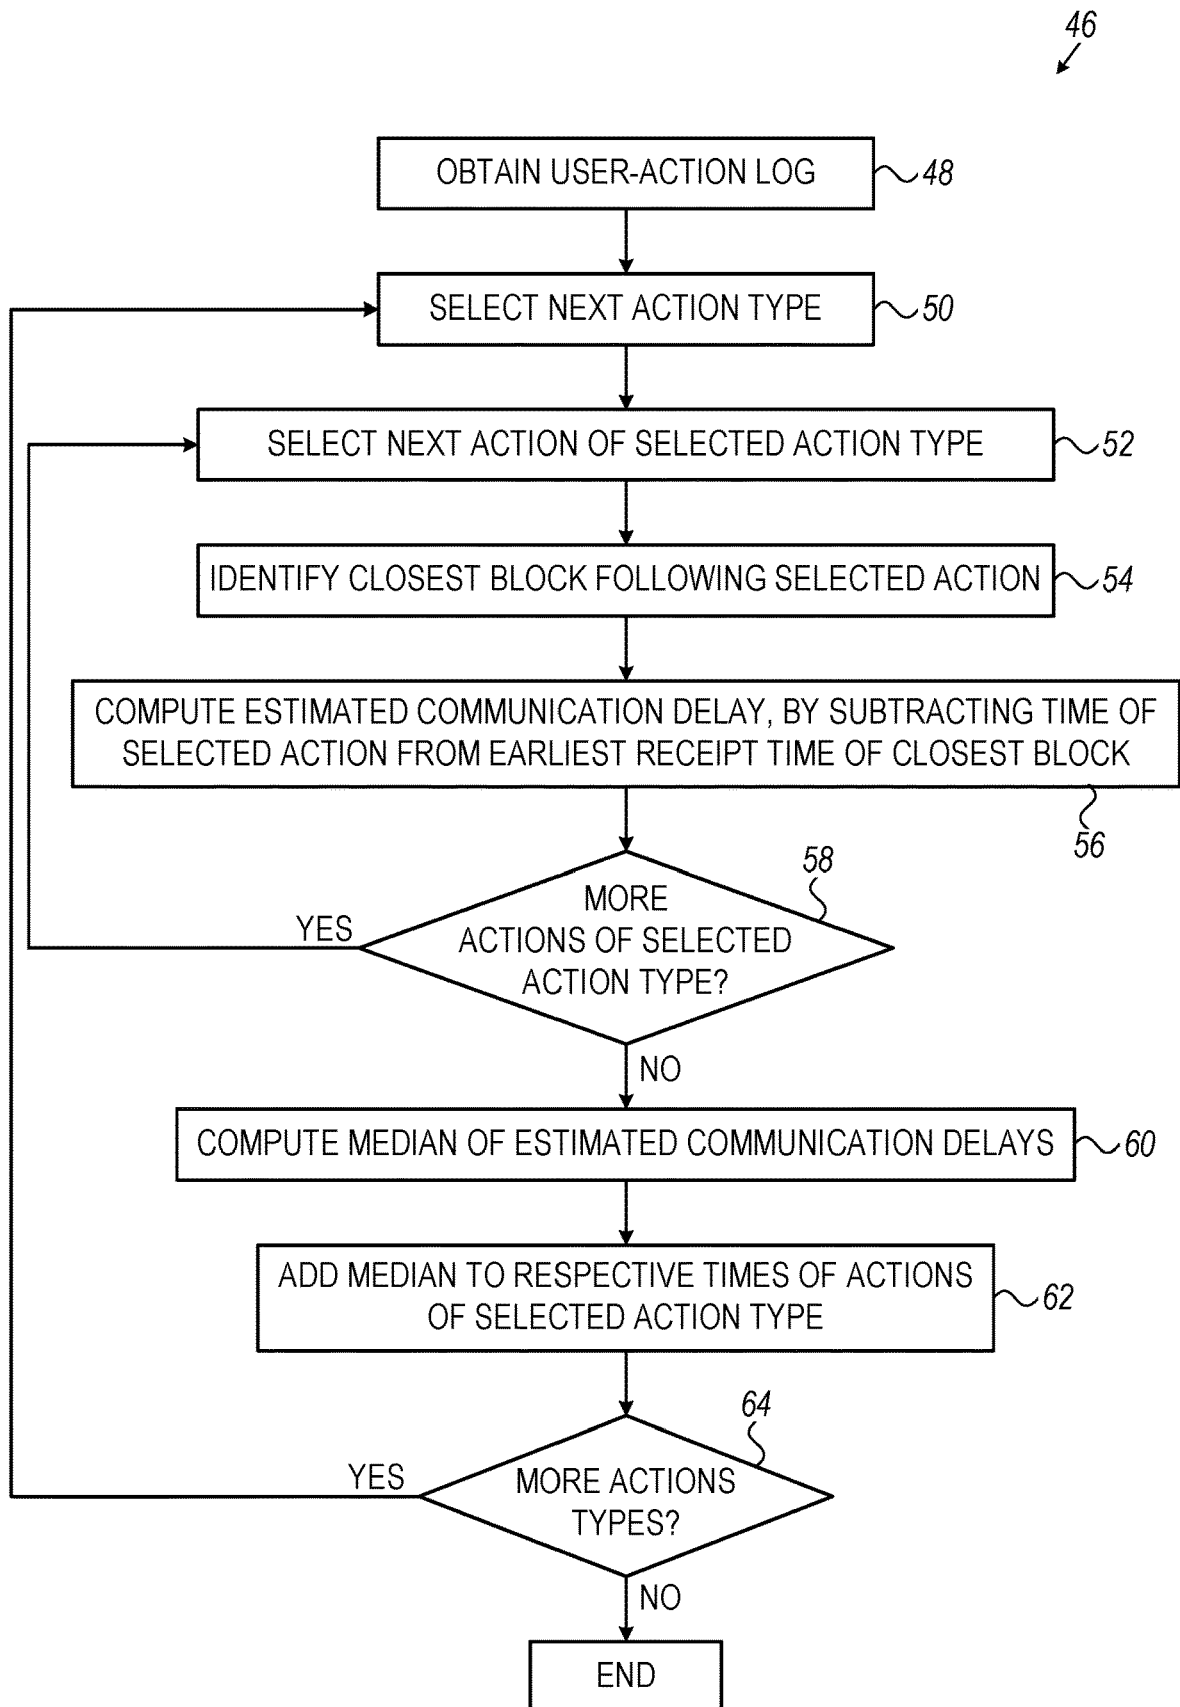 46
OBTAIN USER-ACTION LOG
48
SELECT NEXT ACTION TYPE
50
SELECT NEXT ACTION OF SELECTED ACTION TYPE
52
IDENTIFY CLOSEST BLOCK FOLLOWING SELECTED ACTION
54
COMPUTE ESTIMATED COMMUNICATION DELAY, BY SUBTRACTING TIME OF
SELECTED ACTION FROM EARLIEST RECEIPT TIME OF CLOSEST BLOCK
56
58
MORE
ACTIONS OF SELECTED
ACTION TYPE?
YES
NO
COMPUTE MEDIAN OF ESTIMATED COMMUNICATION DELAYS
60
ADD MEDIAN TO RESPECTIVE TIMES OF ACTIONS
OF SELECTED ACTION TYPE
62
64
YES
MORE ACTIONS
TYPES?
NO
END